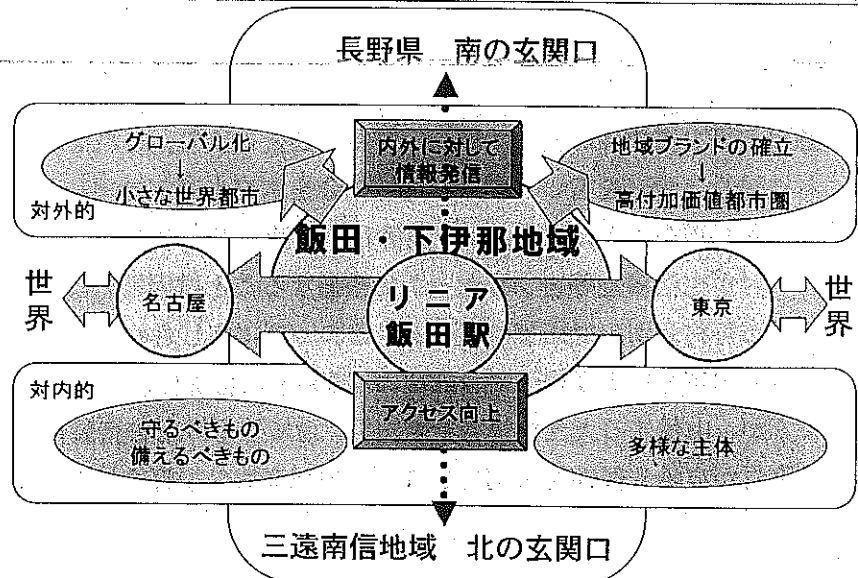 長野県 南の玄関口
グローバル化
↓
小さな世界都市
対外的
内外に対して
情報発信
地域ブランドの確立
↓
高付加価値都市圏
飯田・下伊那地域
世界
名古屋
リニア
飯田駅
東京
世界
対内的
守るべきもの
備えるべきもの
アクセス向上
多様な主体
三遠南信地域 北の玄関口